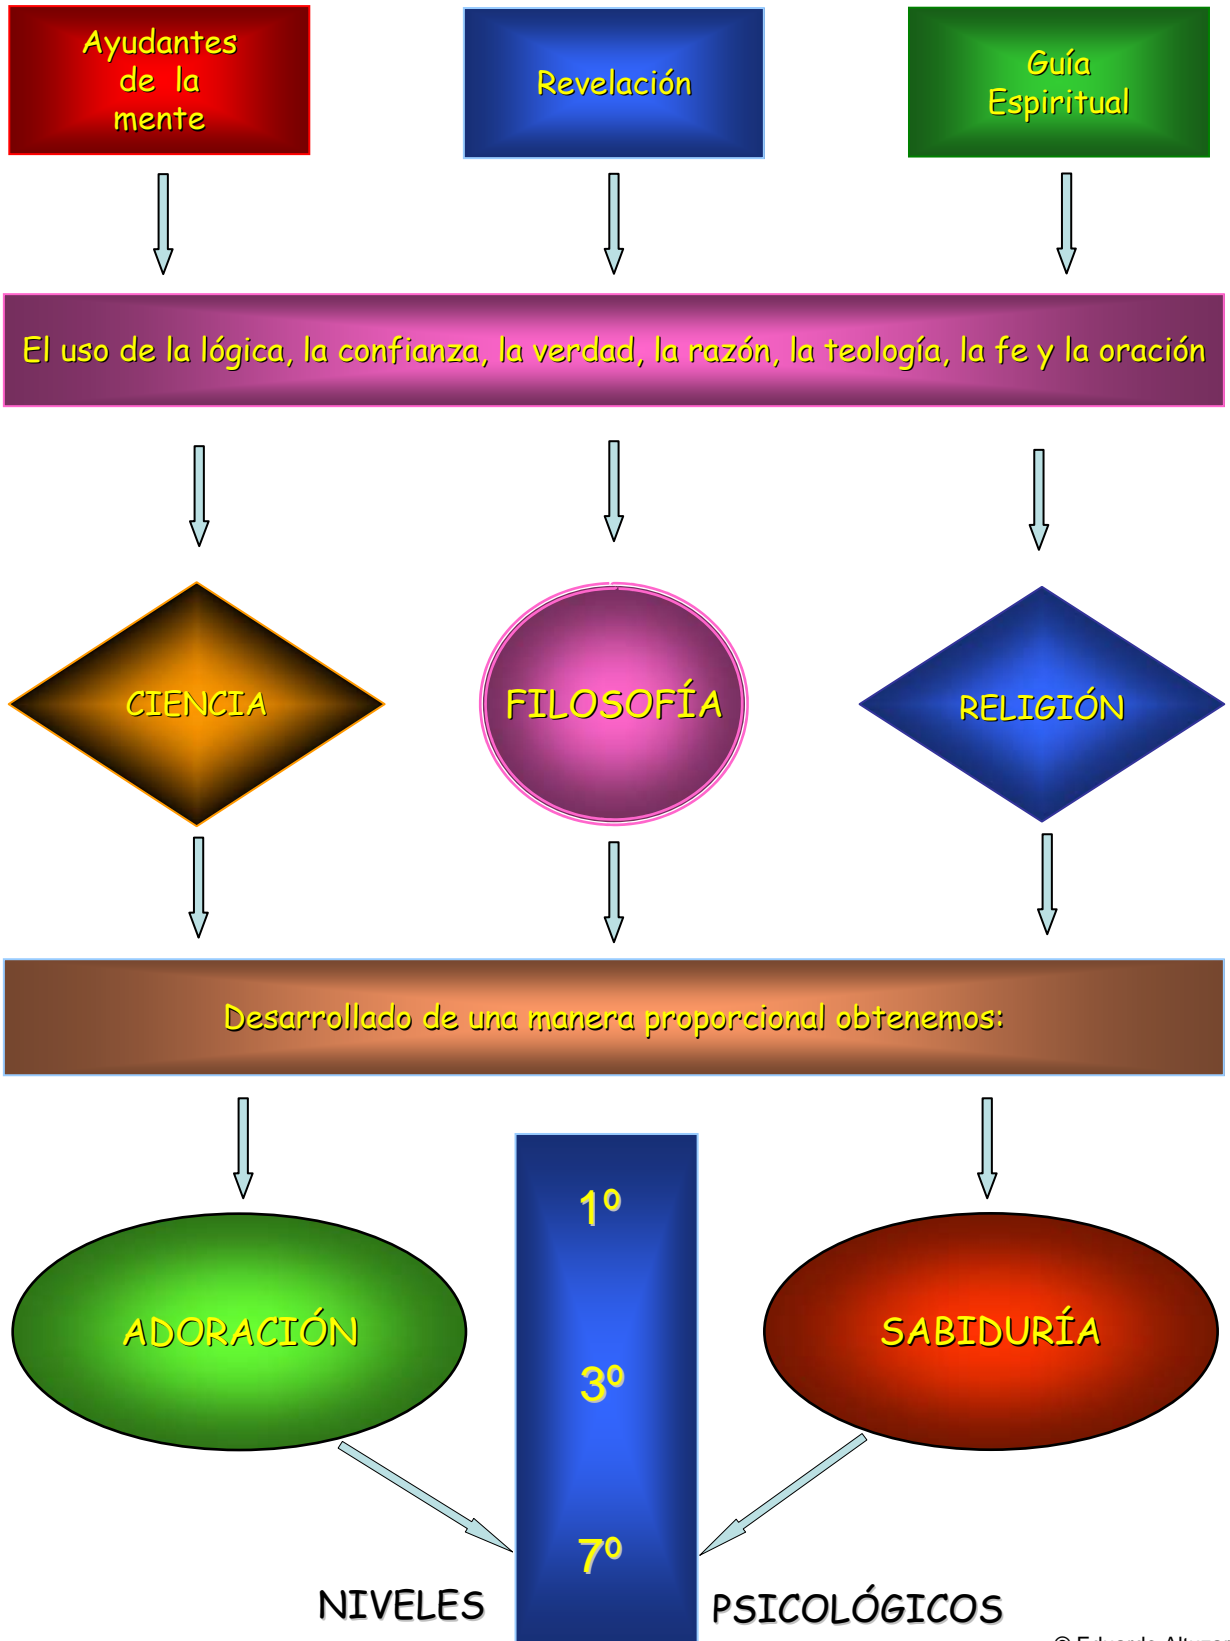 Ayudantes
de la
mente
Revelación
Guía
Espiritual
El uso de la lógica, la confianza, la verdad, la razón, la teología, la fe y la oración
CIENCIA
FILOSOFÍA
RELIGIÓN
Desarrollado de una manera proporcional obtenemos:
1º
ADORACIÓN
SABIDURÍA
3º
7º
NIVELES
PSICOLÓGICOS